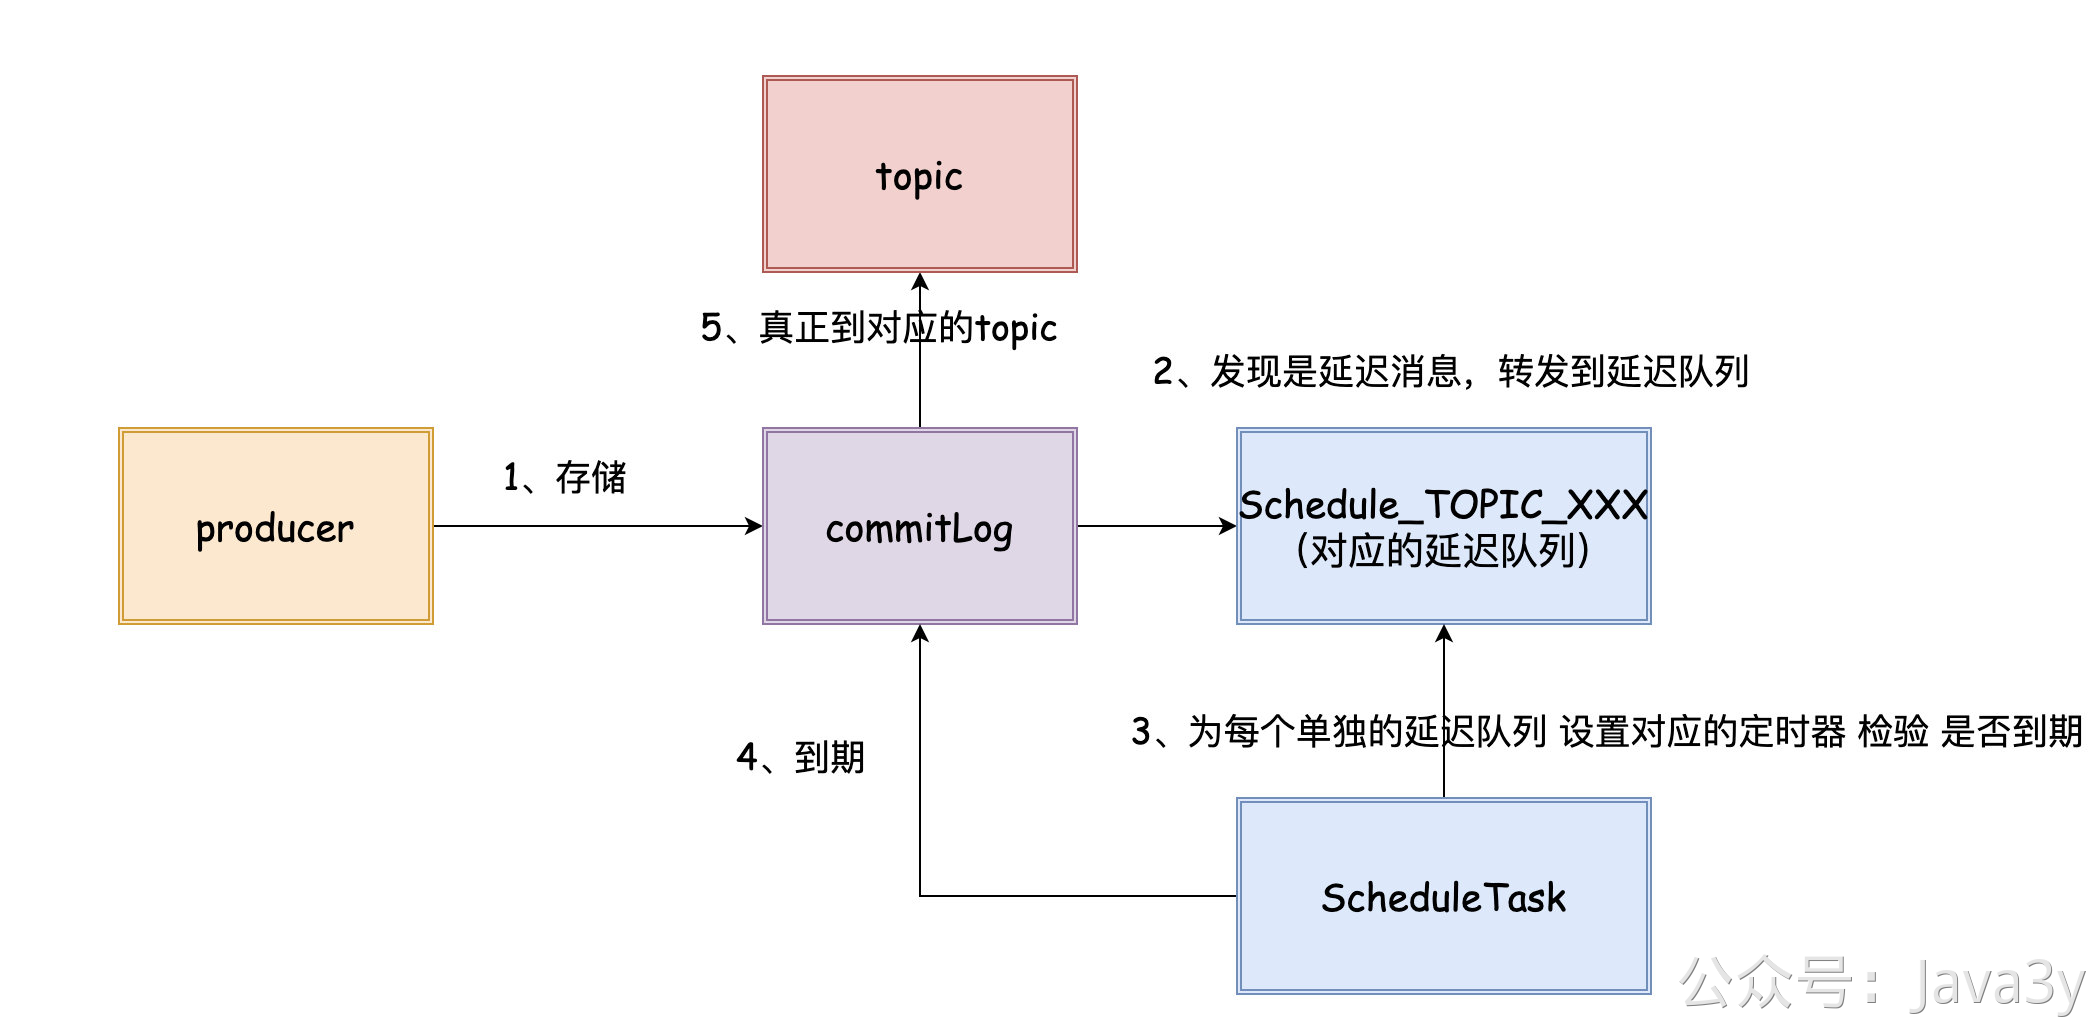 topic
5、真正到对应的topic
2、发现是延迟消息，转发到延迟队列
producer
1、存储
commitLog
Schedule_TOPIC_XXX
（对应的延迟队列）
3、为每个单独的延迟队列 设置对应的定时器 检验 是否到期
4、到期
ScheduleTask
公众号：Java3y